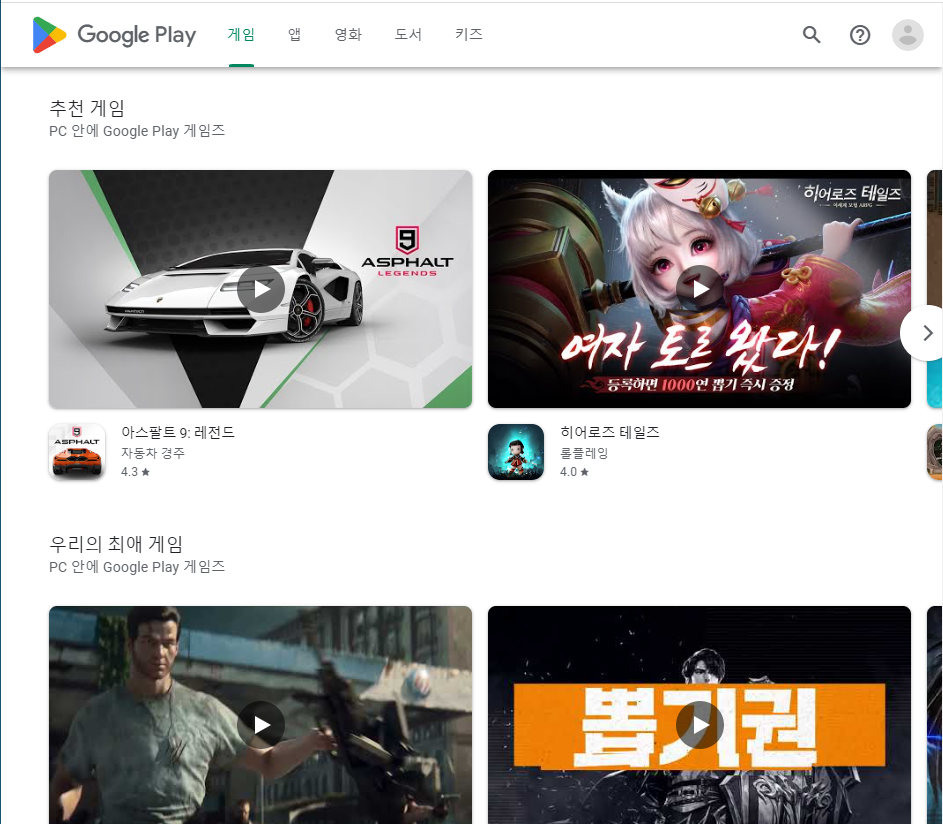 Google Play 게임 앱 영화 도서 키즈
추천 게임
PC 안에 Google Play 게임즈
9
ASPHALT
LEGENDS
히어로즈 테일즈
여자 토르 왔다!
등록하면 1000연 뽑기 즉시 증정
9
ASPHALT
아스팔트 9: 레전드
자동차 경주
4.3 ★
히어로즈 테일즈
롤플레잉
4.0 ★
우리의 최애 게임
PC 안에 Google Play 게임즈
뽑기권